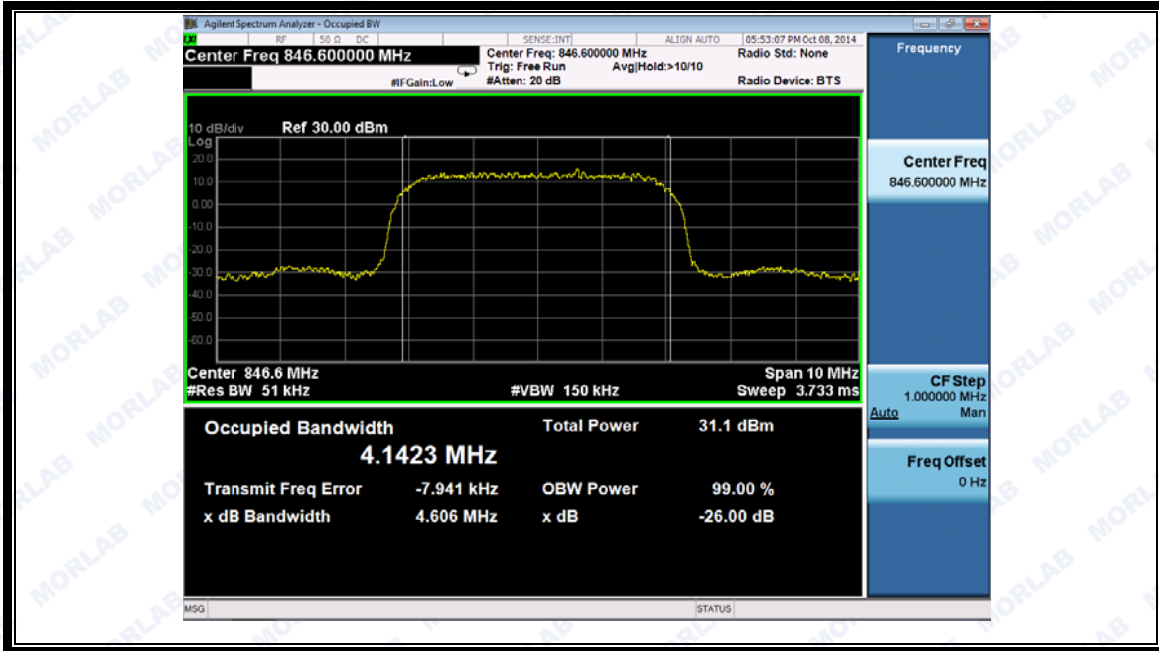 Agilent Spectrum Analyzer - Occupied BW
LXI RF 50 Ω DC SENSE:INT ALIGN AUTO 05:53:07 PM Oct 08, 2014
Center Freq 846.600000 MHz
Center Freq: 846.600000 MHz
Radio Std: None
Trig: Free Run Avg|Hold:>10/10
#IFGain:Low
#Atten: 20 dB
Radio Device: BTS
10 dB/div Ref 30.00 dBm
Log
20.0
10.0
0.00
-10.0
-20.0
-30.0
-40.0
-50.0
-60.0
Center 846.6 MHz Span 10 MHz
#Res BW 51 kHz #VBW 150 kHz Sweep 3.733 ms
Occupied Bandwidth Total Power 31.1 dBm
4.1423 MHz
Transmit Freq Error -7.941 kHz OBW Power 99.00 %
x dB Bandwidth 4.606 MHz x dB -26.00 dB
MSG STATUS
Frequency
Center Freq
846.600000 MHz
CF Step
1.000000 MHz
Auto Man
Freq Offset
0 Hz
MORLAB